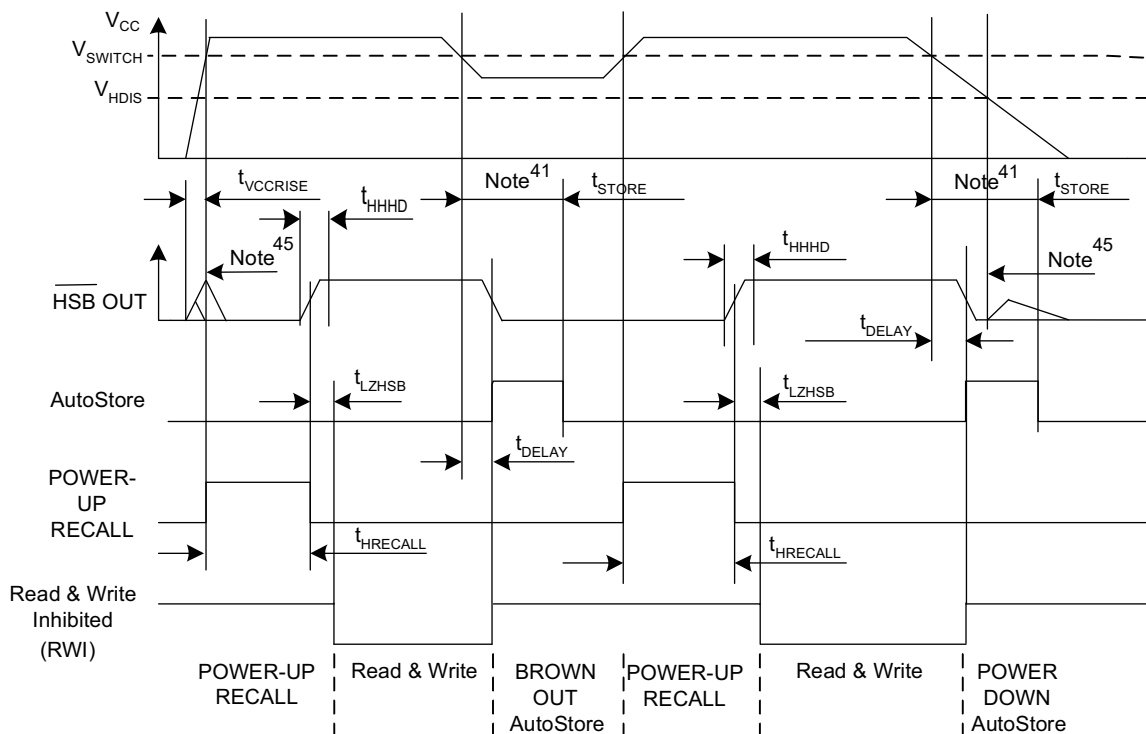 VCC
VSWITCH
VHDIS
tVCCRISE
tHHHD
Note41
tSTORE
Note41
tSTORE
Note45
tHHHD
Note45
HSB OUT
tDELAY
AutoStore
tLZHSB
tLZHSB
tDELAY
POWER-
UP
RECALL
tHRECALL
tHRECALL
Read & Write
Inhibited
(RWI)
POWER-UP
RECALL
Read & Write
BROWN
OUT
AutoStore
POWER-UP
RECALL
Read & Write
POWER
DOWN
AutoStore